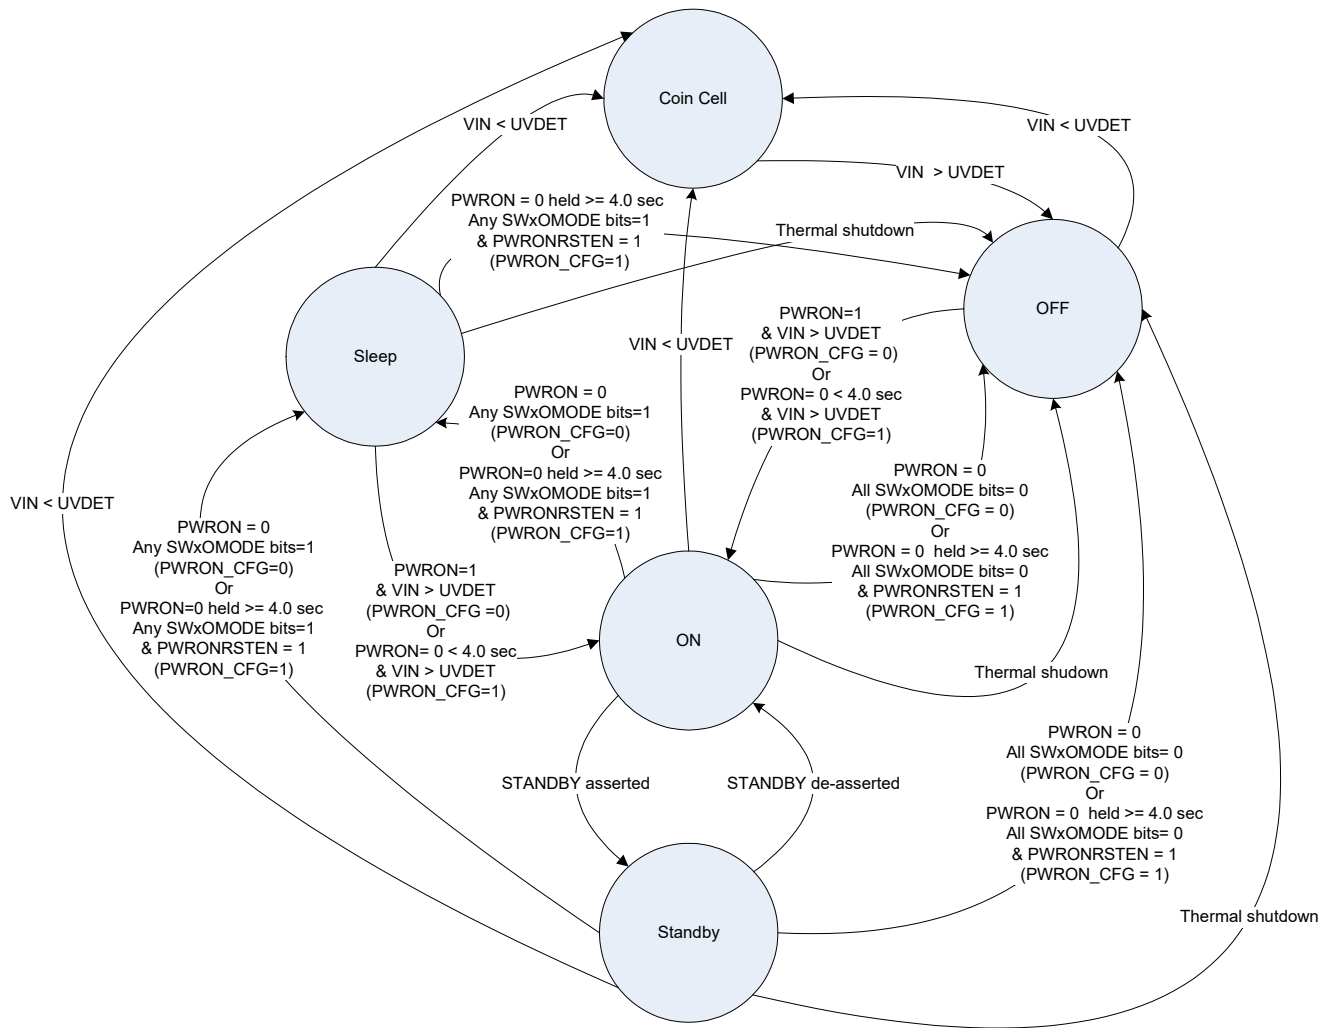 Coin Cell
VIN < UVDET
VIN < UVDET
VIN  > UVDET
PWRON = 0 held >= 4.0 sec
Any SWxOMODE bits=1
& PWRONRSTEN = 1
(PWRON_CFG=1)
Thermal shutdown
OFF
Sleep
VIN < UVDET
PWRON=1
& VIN > UVDET
(PWRON_CFG = 0)
Or
PWRON= 0 < 4.0 sec
& VIN > UVDET
(PWRON_CFG=1)
PWRON = 0
Any SWxOMODE bits=1
(PWRON_CFG=0)
Or
PWRON=0 held >= 4.0 sec
Any SWxOMODE bits=1
& PWRONRSTEN = 1
(PWRON_CFG=1)
PWRON = 0
All SWxOMODE bits= 0
(PWRON_CFG = 0)
Or
PWRON = 0  held >= 4.0 sec
All SWxOMODE bits= 0
& PWRONRSTEN = 1
(PWRON_CFG = 1)
VIN < UVDET
PWRON = 0
Any SWxOMODE bits=1
(PWRON_CFG=0)
Or
PWRON=0 held >= 4.0 sec
Any SWxOMODE bits=1
& PWRONRSTEN = 1
(PWRON_CFG=1)
PWRON=1
& VIN > UVDET
(PWRON_CFG =0)
Or
PWRON= 0 < 4.0 sec
& VIN > UVDET
(PWRON_CFG=1)
ON
Thermal shudown
STANDBY asserted
STANDBY de-asserted
PWRON = 0
All SWxOMODE bits= 0
(PWRON_CFG = 0)
Or
PWRON = 0  held >= 4.0 sec
All SWxOMODE bits= 0
& PWRONRSTEN = 1
(PWRON_CFG = 1)
Thermal shutdown
Standby